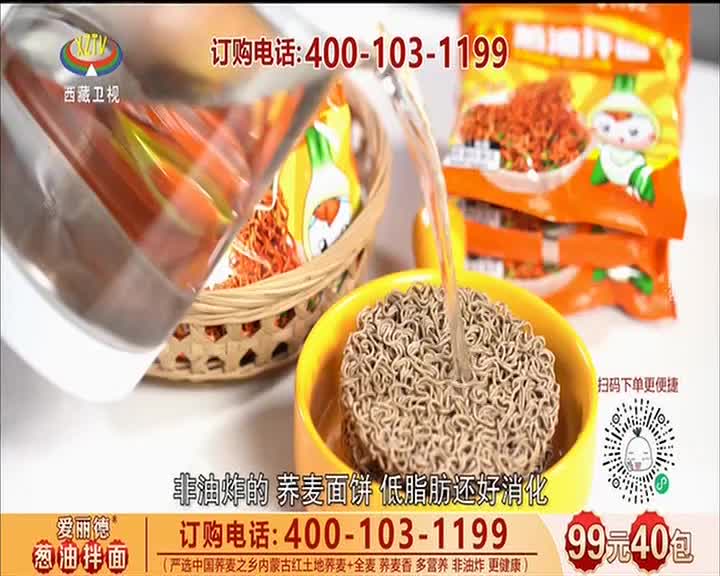 XZTV
西藏卫视
订购电话:400-103-1199
葱油拌面
扫码下单更便捷
非油炸的 荞麦面饼 低脂肪还好消化
爱丽德®
葱油拌面
订购电话:400-103-1199
(严选中国荞麦之乡内蒙古红土地荞麦+全麦 荞麦香 多营养 非油炸 更健康)
99元40包